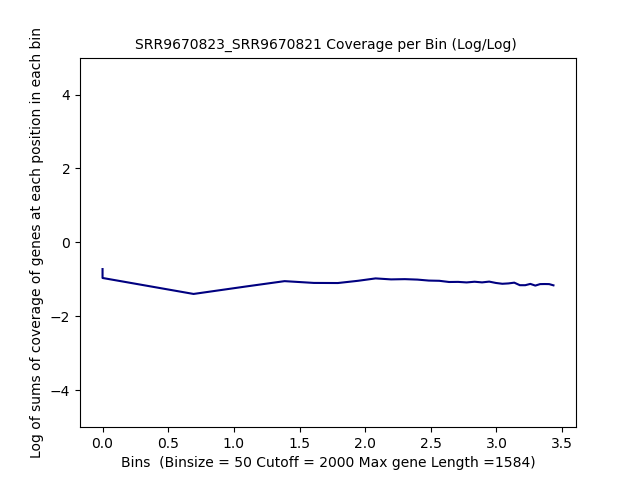 SRR9670823_SRR9670821 Coverage per Bin (Log/Log)
Log of sums of coverage of genes at each position in each bin
4
2
0
−2
−4
0.0 0.5 1.0 1.5 2.0 2.5 3.0 3.5
Bins  (Binsize = 50 Cutoff = 2000 Max gene Length =1584)